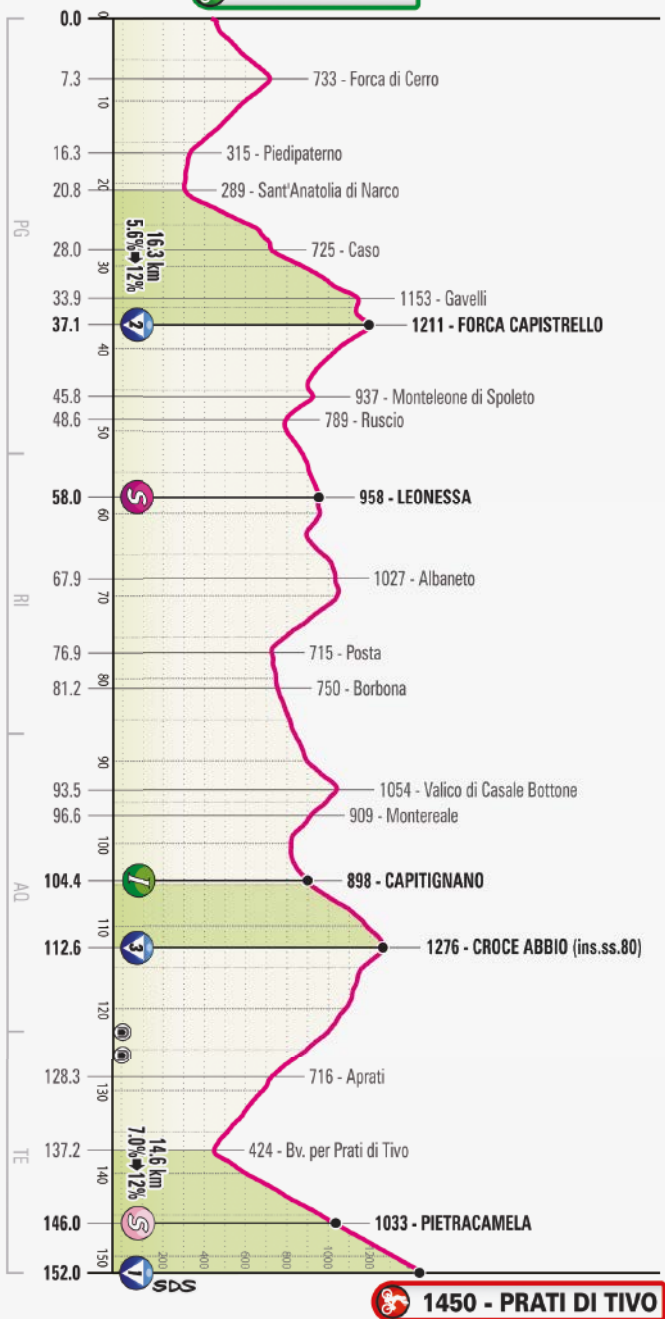 0.0 0
7.3 733 - Forca di Cerro
10
16.3 315 - Piedipaterno
20
20.8 289 - Sant'Anatolia di Narco
PG
16.3 km
5.6% 12%
28.0 725 - Caso
30
33.9 1153 - Gavelli
37.1 2 1211 - FORCA CAPISTRELLO
40
45.8 937 - Monteleone di Spoleto
48.6 789 - Ruscio
50
58.0 S 958 - LEONESSA
60
RI
67.9 1027 - Albaneto
70
76.9 715 - Posta
80
81.2 750 - Borbona
90
93.5 1054 - Valico di Casale Bottone
96.6 909 - Montereale
100
AQ
104.4 I 898 - CAPITIGNANO
110
112.6 3 1276 - CROCE ABBIO (ins.ss.80)
120
128.3 716 - Aprati
130
TE
14.6 km
7.0% 12%
137.2 424 - Bv. per Prati di Tivo
140
146.0 S 1033 - PIETRACAMELA
150 200 400 600 800 1000 1200
152.0 1 SDS
1450 - PRATI DI TIVO